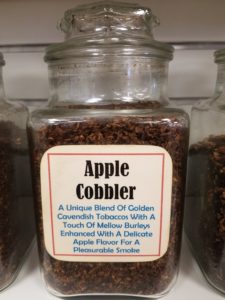 Apple
Cobbler
A Unique Blend Of Golden
Cavendish Tobaccos With A
Touch Of Mellow Burleys
Enhanced With A Delicate
Apple Flavor For A
Pleasurable Smoke